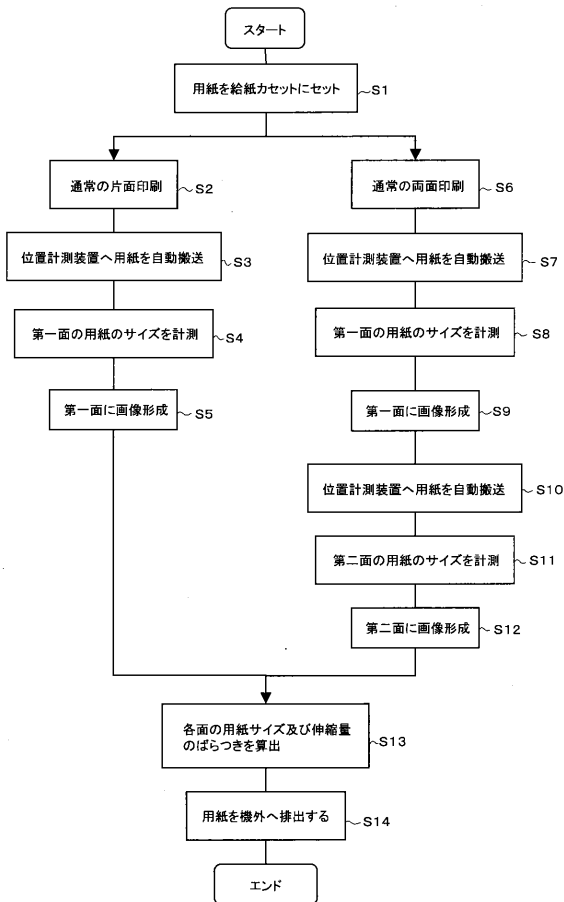 スタート
用紙を給紙カセットにセット
S1
通常の片面印刷
S2
位置計測装置へ用紙を自動搬送
S3
第一面の用紙のサイズを計測
S4
第一面に画像形成
S5
通常の両面印刷
S6
位置計測装置へ用紙を自動搬送
S7
第一面の用紙のサイズを計測
S8
第一面に画像形成
S9
位置計測装置へ用紙を自動搬送
S10
第二面の用紙のサイズを計測
S11
第二面に画像形成
S12
各面の用紙サイズ及び伸縮量
のばらつきを算出
S13
用紙を機外へ排出する
S14
エンド